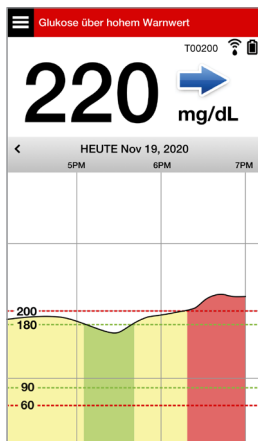 Glukose über hohem Warnwert
T00200
220
mg/dL
HEUTE Nov 19, 2020
5PM 6PM 7PM
200
180
90
60